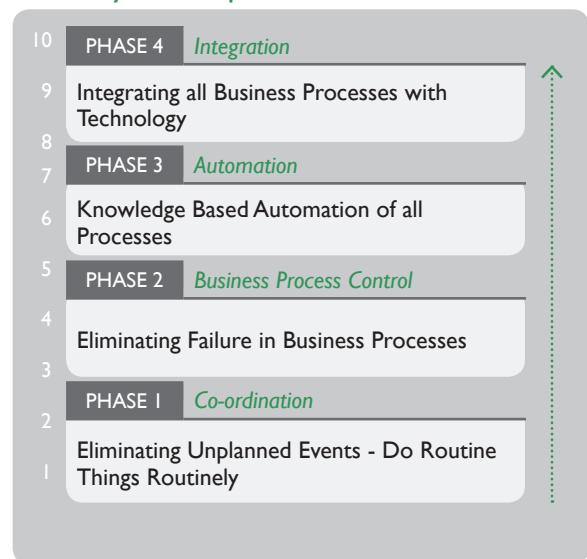 10
PHASE 4 Integration
9
Integrating all Business Processes with
Technology
8
7
PHASE 3 Automation
6
Knowledge Based Automation of all
Processes
5
PHASE 2 Business Process Control
4
Eliminating Failure in Business Processes
3
PHASE 1 Co-ordination
2
Eliminating Unplanned Events - Do Routine
Things Routinely
1